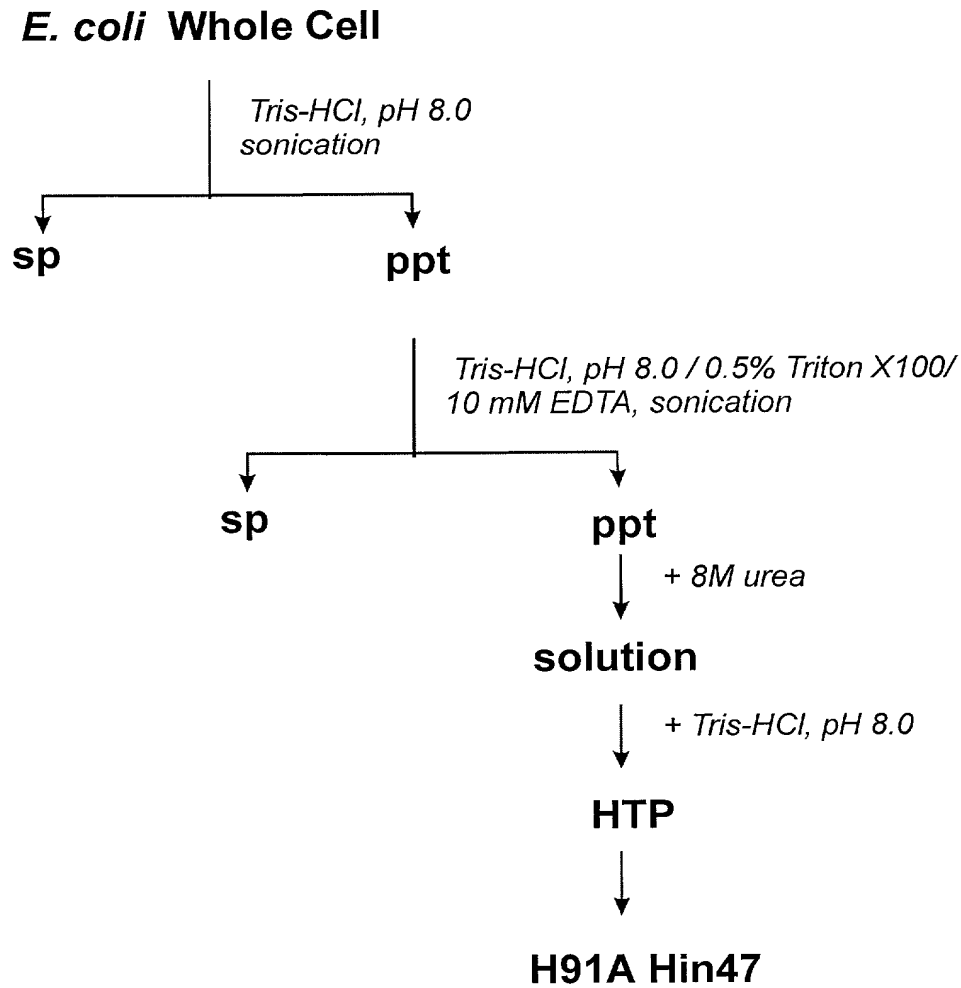 E. coli Whole Cell
Tris-HCl, pH 8.0
sonication
sp
ppt
Tris-HCl, pH 8.0 / 0.5% Triton X100/
10 mM EDTA, sonication
sp
ppt
+ 8M urea
solution
+ Tris-HCl, pH 8.0
HTP
H91A Hin47